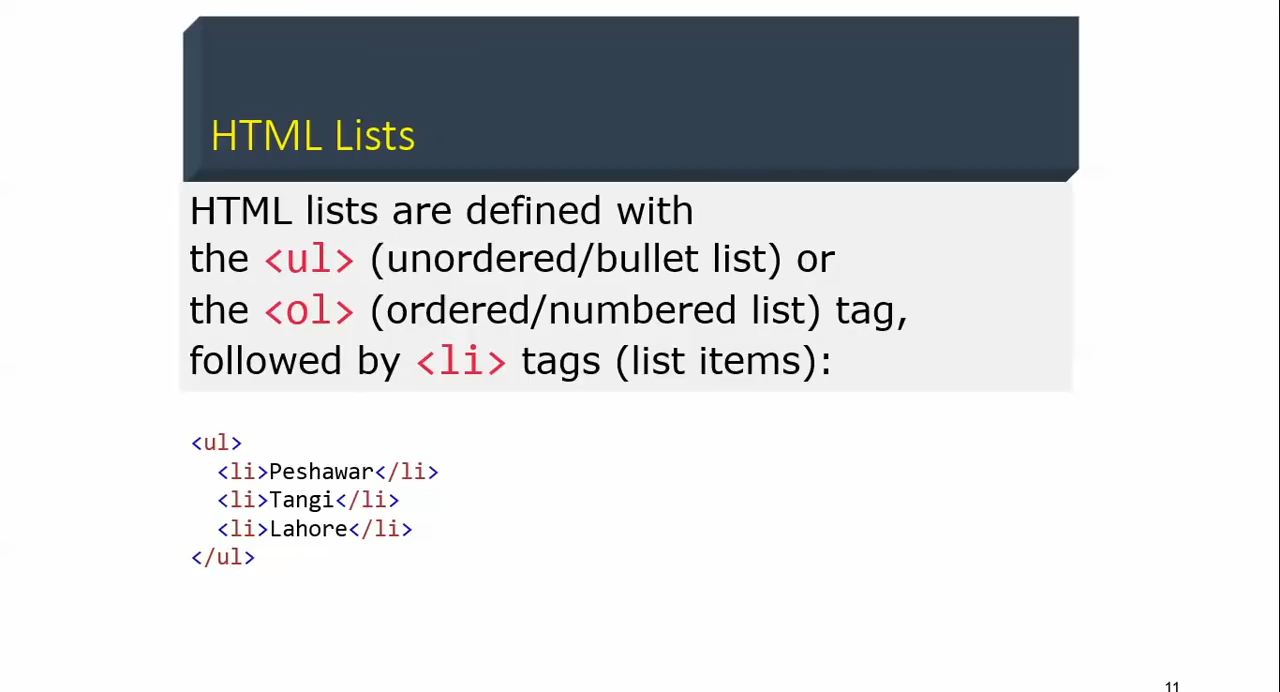 HTML Lists
HTML lists are defined with
the <ul> (unordered/bullet list) or
the <ol> (ordered/numbered list) tag,
followed by <li> tags (list items):
<ul>
<li>Peshawar</li>
<li>Tangi</li>
<li>Lahore</li>
</ul>
11